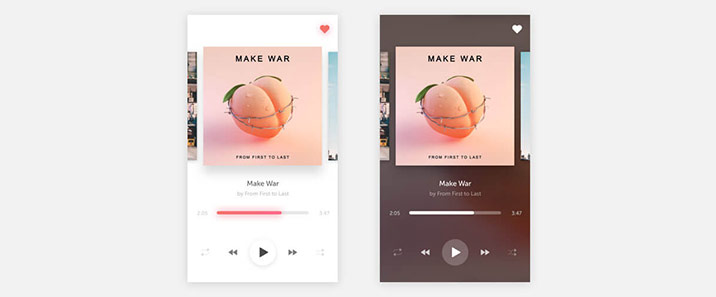 MAKE WAR
FROM FIRST TO LAST
Make War
by From First to Last
2:05 3:47
MAKE WAR
FROM FIRST TO LAST
Make War
by From First to Last
2:05 3:47